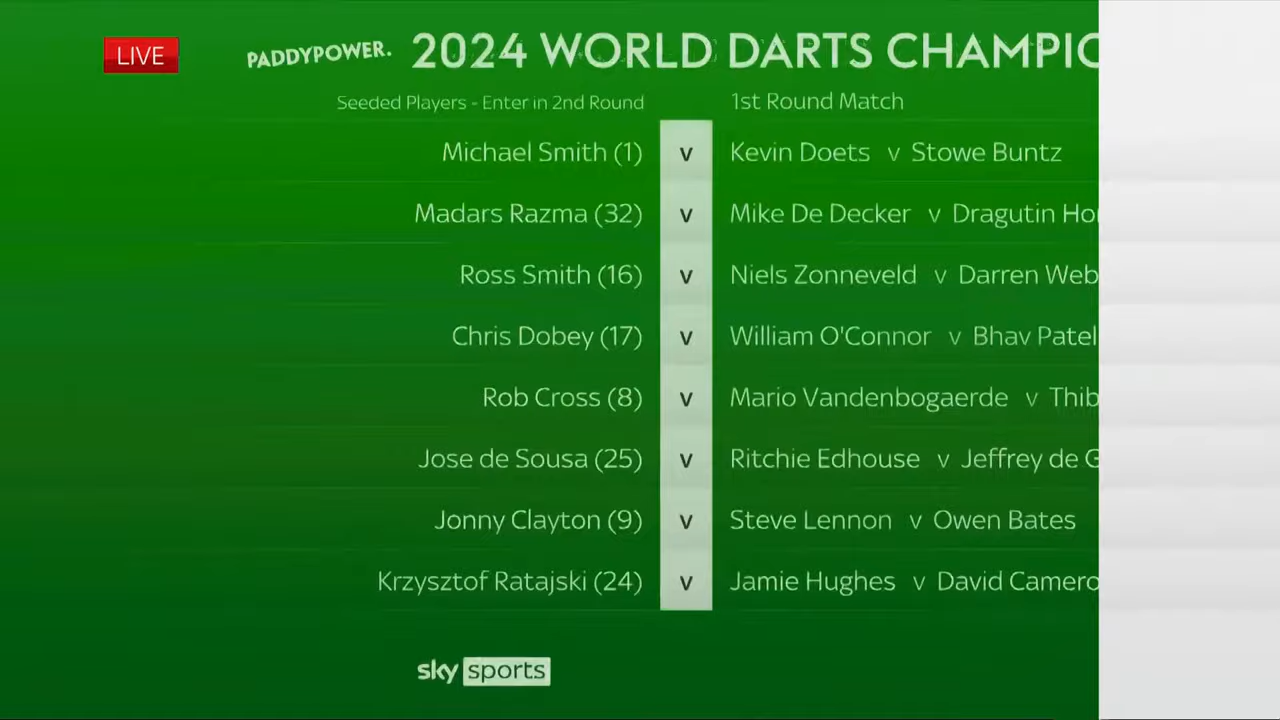 LIVE
PADDYPOWER. 2024 WORLD DARTS
Seeded Players - Enter in 2nd Round 1st Round Match
Michael Smith (1) v Kevin Doets v Stowe Buntz
Madars Razma (32) v Mike De Decker v Dragutin
Ross Smith (16) v Niels Zonneveld v Darren
Chris Dobey (17) v William O'Connor v Bhav Patel
Rob Cross (8) v Mario Vandenbogaerde v
Jose de Sousa (25) v Ritchie Edhouse v Jeffrey de
Jonny Clayton (9) v Steve Lennon v Owen Bates
Krzysztof Ratajski (24) v Jamie Hughes v David
sky sports